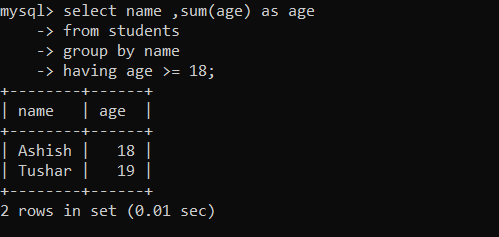 mysql> select name ,sum(age) as age
    -> from students
    -> group by name
    -> having age >= 18;
+--------+------+
| name   | age  |
+--------+------+
| Ashish |   18 |
| Tushar |   19 |
+--------+------+
2 rows in set (0.01 sec)